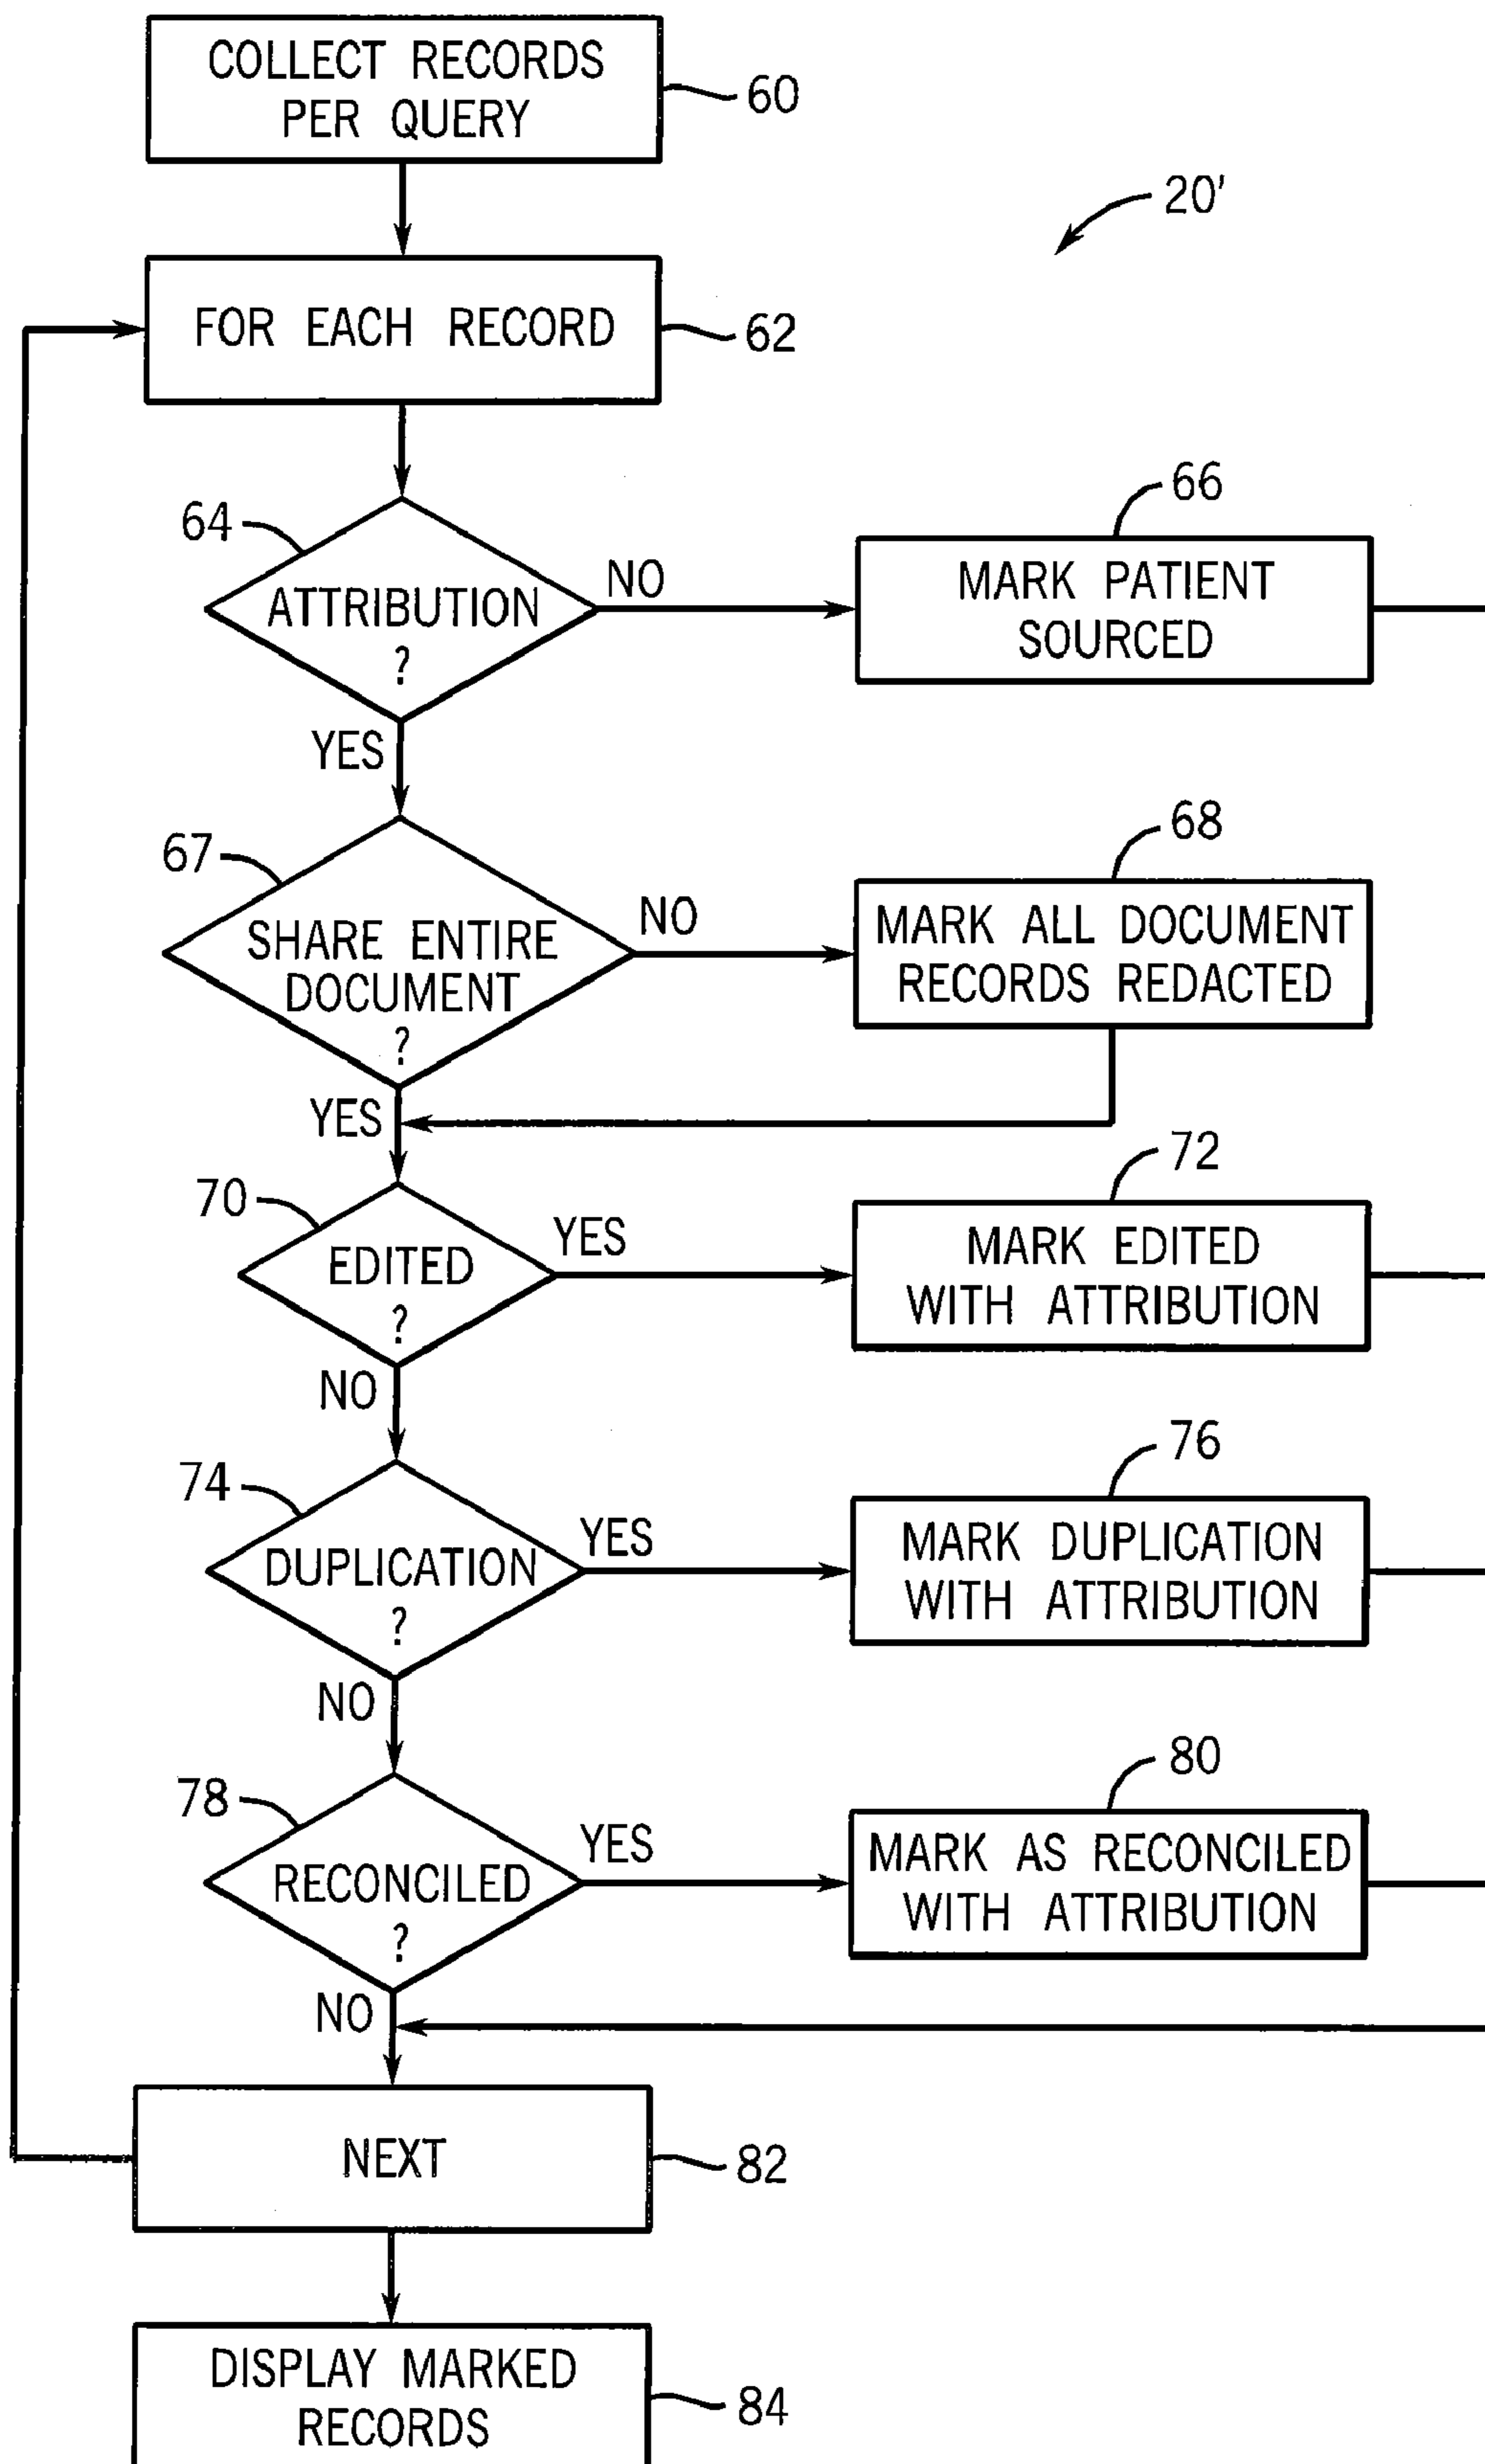 COLLECT RECORDS
PER QUERY
60
20'
FOR EACH RECORD
62
64
ATTRIBUTION
?
NO
66
MARK PATIENT
SOURCED
YES
67
SHARE ENTIRE
DOCUMENT
?
NO
68
MARK ALL DOCUMENT
RECORDS REDACTED
YES
70
EDITED
?
YES
72
MARK EDITED
WITH ATTRIBUTION
NO
74
DUPLICATION
?
YES
76
MARK DUPLICATION
WITH ATTRIBUTION
NO
78
RECONCILED
?
YES
80
MARK AS RECONCILED
WITH ATTRIBUTION
NO
NEXT
82
DISPLAY MARKED
RECORDS
84